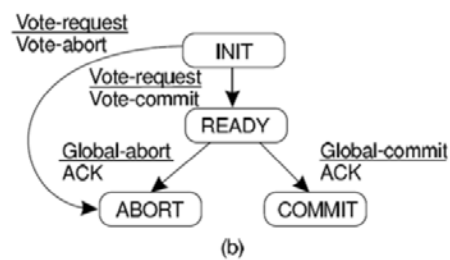 Vote-request
Vote-abort
INIT
Vote-request
Vote-commit
READY
Global-abort
ACK
Global-commit
ACK
ABORT
COMMIT
(b)